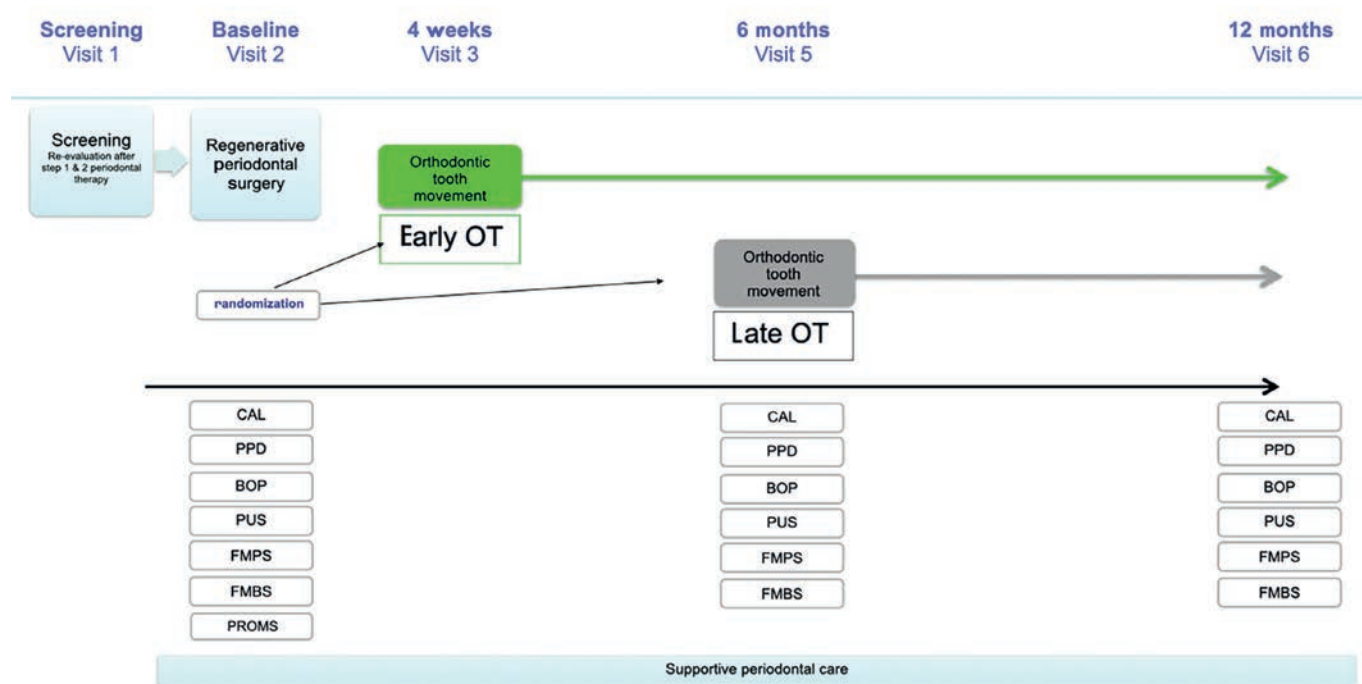 Screening
Visit 1
Baseline
Visit 2
4 weeks
Visit 3
6 months
Visit 5
12 months
Visit 6
Screening
Re-evaluation after
step 1 & 2 periodontal
therapy
Regenerative
periodontal
surgery
Orthodontic
tooth
movement
Early OT
Orthodontic
tooth
movement
Late OT
randomization
CAL
PPD
BOP
PUS
FMPS
FMBS
PROMS
CAL
PPD
BOP
PUS
FMPS
FMBS
CAL
PPD
BOP
PUS
FMPS
FMBS
Supportive periodontal care